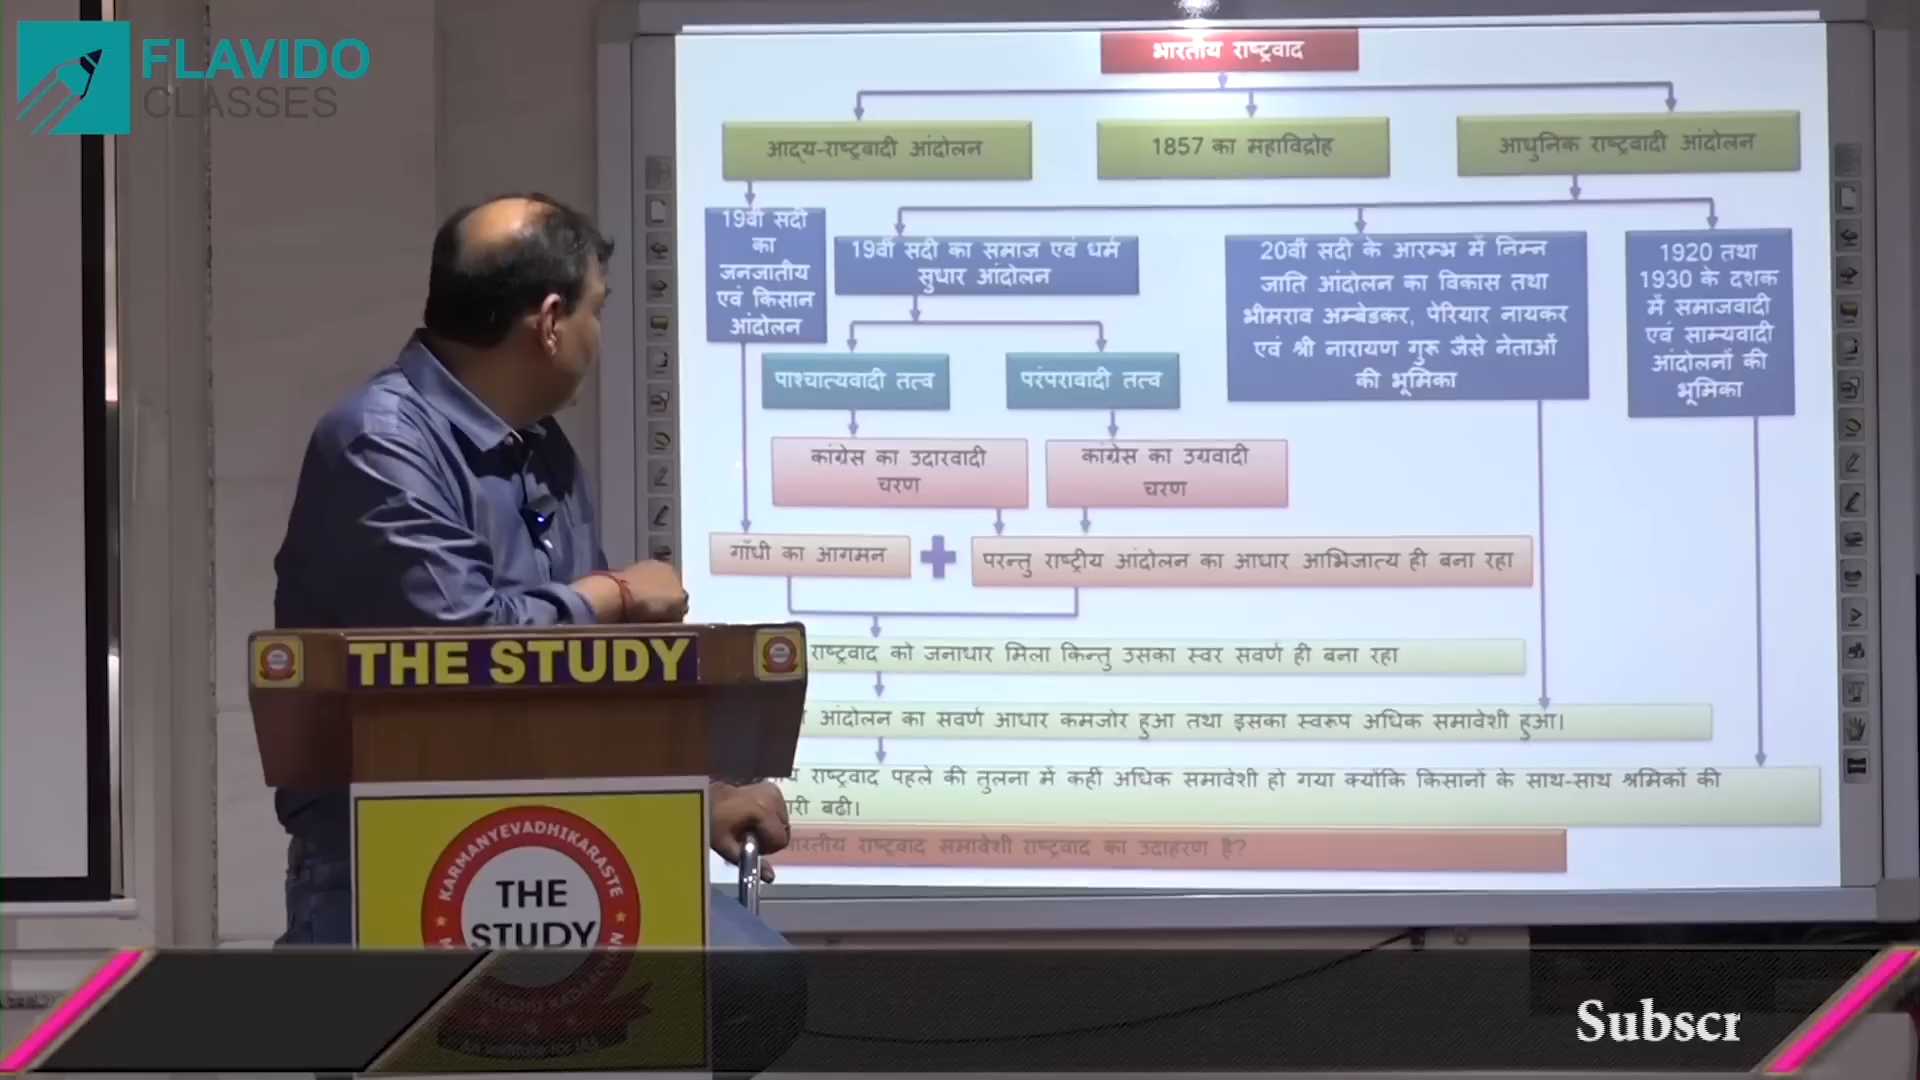 FLAVIDO
CLASSES
भारतीय राष्ट्रवाद
आद्य-राष्ट्रवादी आंदोलन
1857 का महाविद्रोह
आधुनिक राष्ट्रवादी आंदोलन
19वीं सदी
का
जनजातीय
एवं किसान
आंदोलन
19वीं सदी का समाज एवं धर्म
सुधार आंदोलन
20वीं सदी के आरम्भ में निम्न
जाति आंदोलन का विकास तथा
भीमराव अम्बेडकर, पेरियार नायकर
एवं श्री नारायण गुरू जैसे नेताओं
की भूमिका
1920 तथा
1930 के दशक
में समाजवादी
एवं साम्यवादी
आंदोलनों की
भूमिका
पाश्चात्यवादी तत्व
परंपरावादी तत्व
कांग्रेस का उदारवादी
चरण
कांग्रेस का उग्रवादी
चरण
गाँधी का आगमन
परन्तु राष्ट्रीय आंदोलन का आधार आभिजात्य ही बना रहा
राष्ट्रवाद को जनाधार मिला किन्तु उसका स्वर सवर्ण ही बना रहा
आंदोलन का सवर्ण आधार कमजोर हुआ तथा इसका स्वरूप अधिक समावेशी हुआ।
राष्ट्रवाद पहले की तुलना में कहीं अधिक समावेशी हो गया क्योंकि किसानों के साथ-साथ श्रमिकों की
बढ़ी।
राष्ट्रवाद समावेशी राष्ट्रवाद का उदाहरण है?
THE STUDY
KARMANYEVADHIKARASTE
THE
STUDY
An Institute for IAS
Subscr